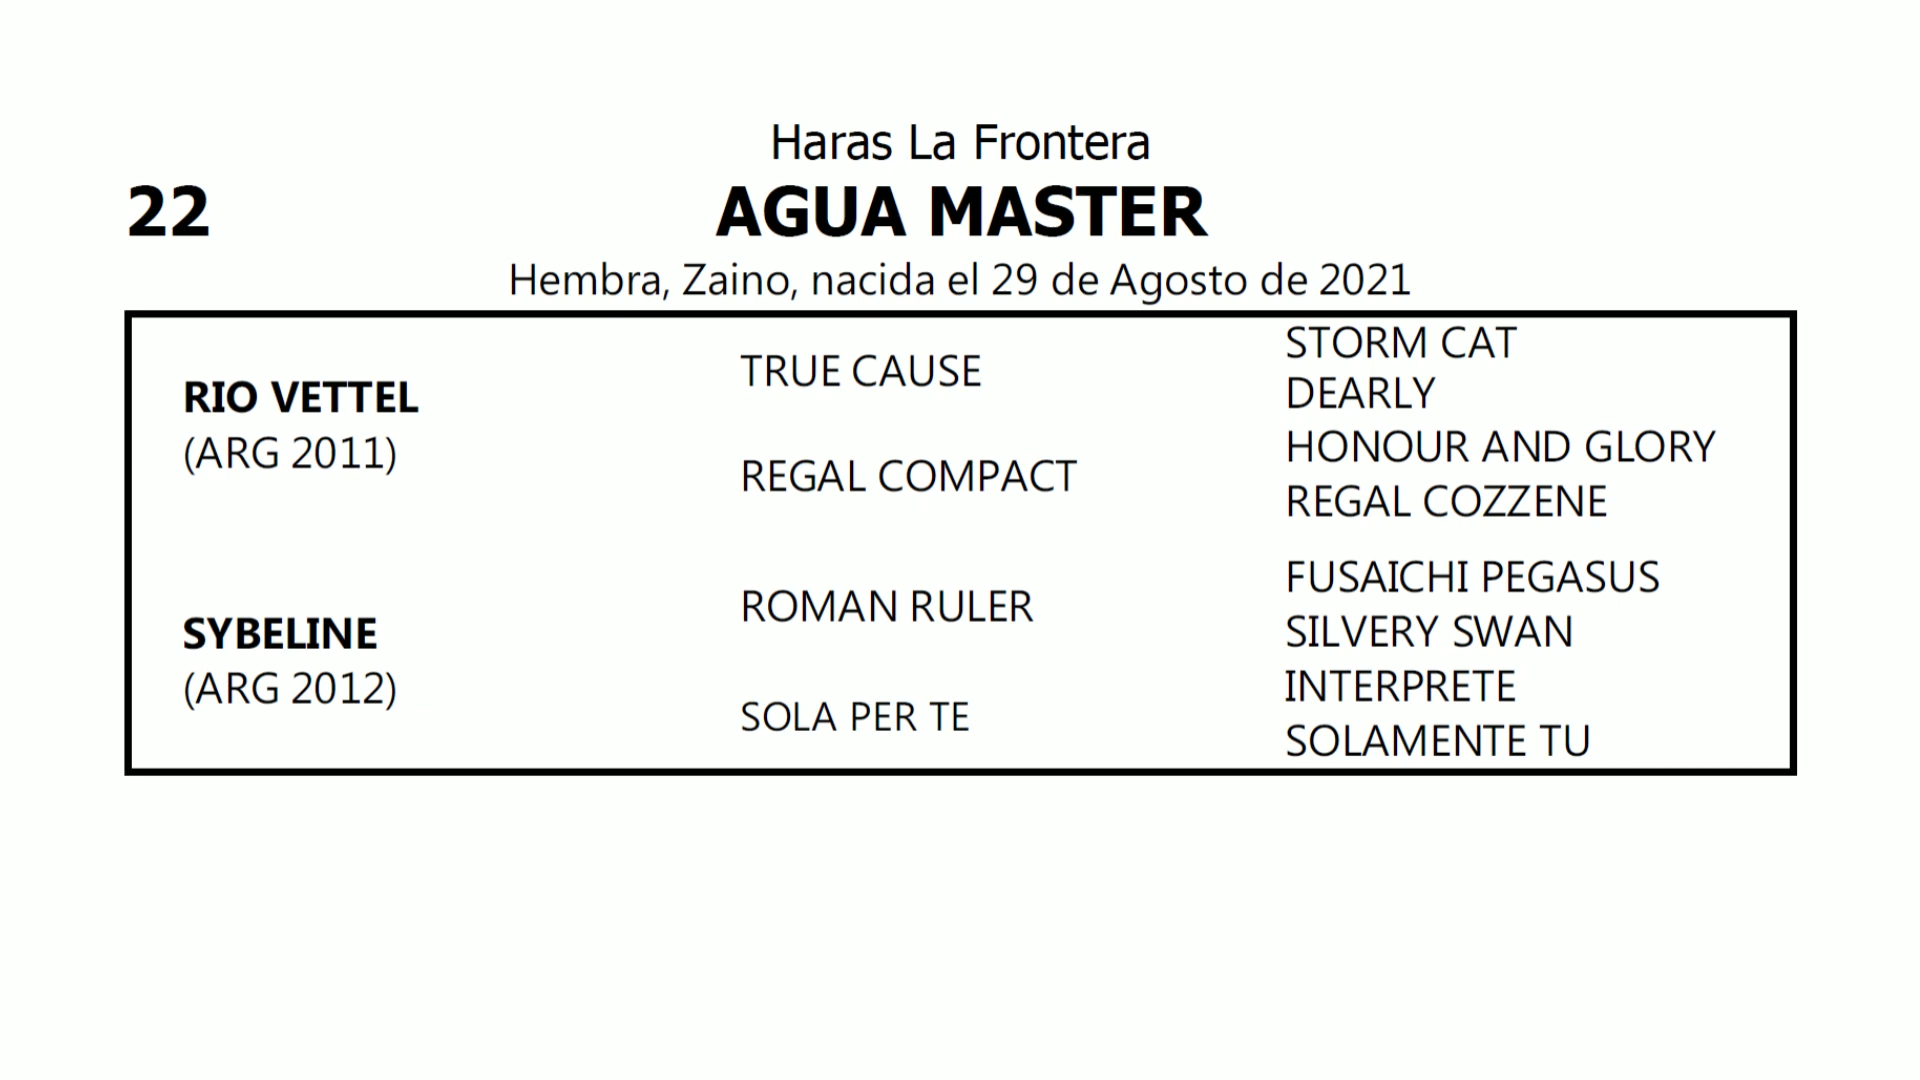 Haras La Frontera
22
AGUA MASTER
Hembra, Zaino, nacida el 29 de Agosto de 2021
RIO VETTEL
(ARG 2011)
TRUE CAUSE
REGAL COMPACT
STORM CAT
DEARLY
HONOUR AND GLORY
REGAL COZZENE
SYBELINE
(ARG 2012)
ROMAN RULER
SOLA PER TE
FUSAICHI PEGASUS
SILVERY SWAN
INTERPRETE
SOLAMENTE TU